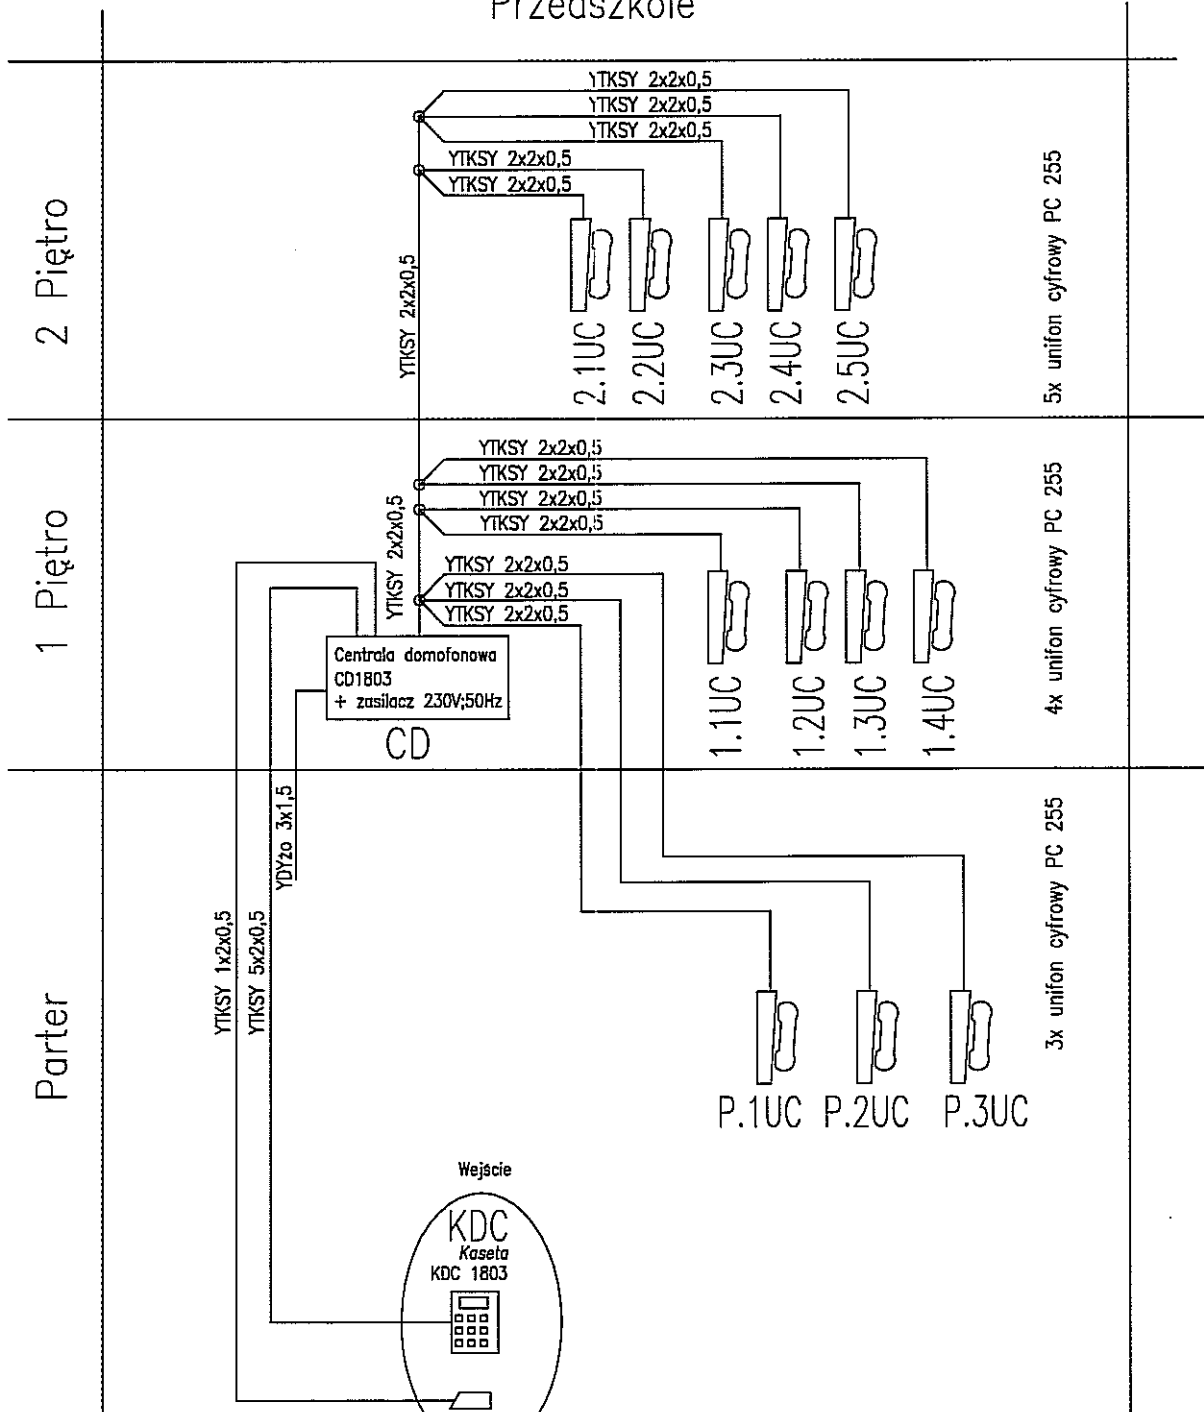 Przedszkole
2 Piętro
YTKSY 2x2x0,5
YTKSY 2x2x0,5
YTKSY 2x2x0,5
YTKSY 2x2x0,5
YTKSY 2x2x0,5
YTKSY 2x2x0,5
2.1UC
2.2UC
2.3UC
2.4UC
2.5UC
5x unifon cyfrowy PC 255
1 Piętro
YTKSY 2x2x0,5
YTKSY 2x2x0,5
YTKSY 2x2x0,5
YTKSY 2x2x0,5
YTKSY 2x2x0,5
YTKSY 2x2x0,5
YTKSY 2x2x0,5
YTKSY 2x2x0,5
Centrala domofonowa
CD1803
+ zasilacz 230V;50Hz
CD
1.1UC
1.2UC
1.3UC
1.4UC
4x unifon cyfrowy PC 255
Parter
YTKSY 1x2x0,5
YTKSY 5x2x0,5
YDYżo 3x1,5
P.1UC
P.2UC
P.3UC
3x unifon cyfrowy PC 255
Wejście
KDC
Kaseta
KDC 1803